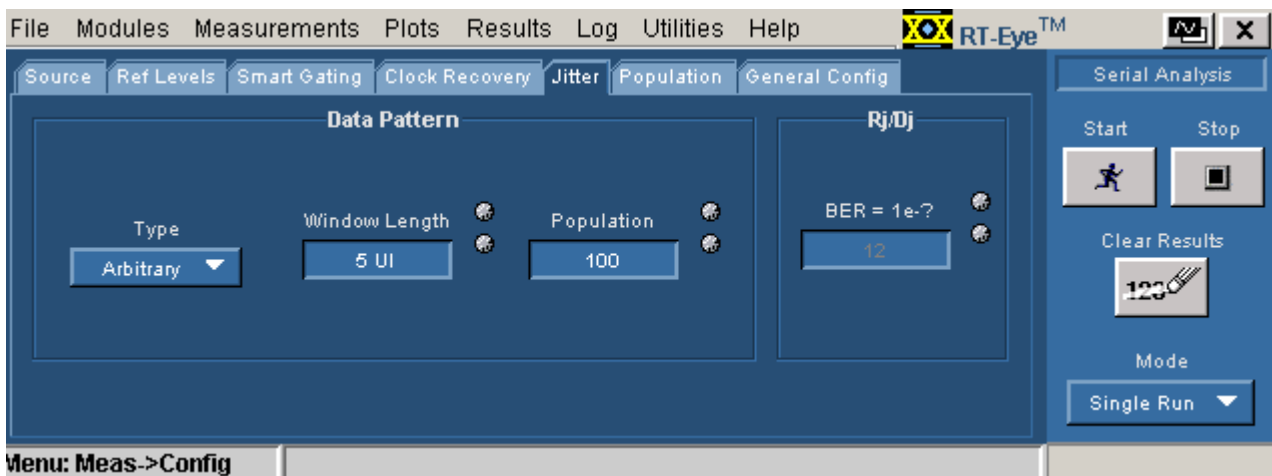 File Modules Measurements Plots Results Log Utilities Help RT-Eye™
Source Ref Levels Smart Gating Clock Recovery Jitter Population General Config
Serial Analysis
Data Pattern
Rj/Dj
Start Stop
Type
Arbitrary
Window Length
5 UI
Population
100
BER = 1e-?
12
Clear Results
123
Mode
Single Run
Menu: Meas->Config